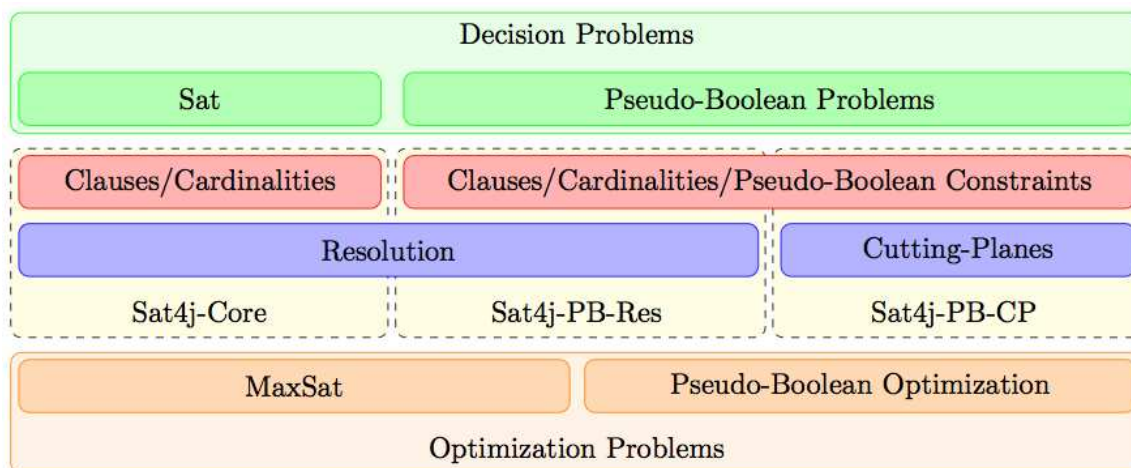 Decision Problems
Sat
Pseudo-Boolean Problems
Clauses/Cardinalities
Clauses/Cardinalities/Pseudo-Boolean Constraints
Resolution
Cutting-Planes
Sat4j-Core
Sat4j-PB-Res
Sat4j-PB-CP
MaxSat
Pseudo-Boolean Optimization
Optimization Problems